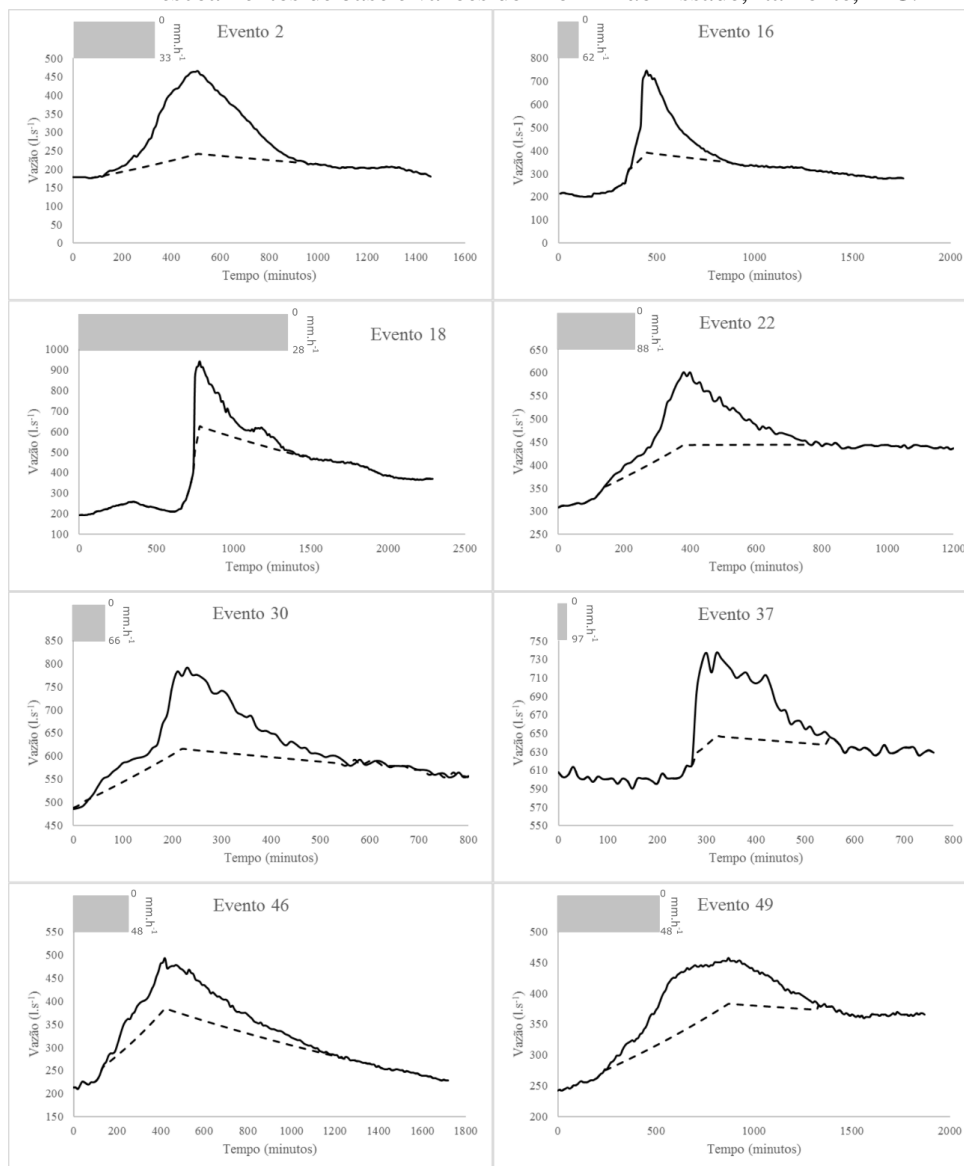 escoamentos de base e vazões
Evento 2
0
mm.h⁻¹
33
Vazão (l.s⁻¹)
500
450
400
350
300
250
200
150
100
50
0
0 200 400 600 800 1000 1200 1400 1600
Tempo (minutos)
Evento 16
0
mm.h⁻¹
62
Vazão (l.s-1)
800
700
600
500
400
300
200
100
0
0 500 1000 1500 2000
Tempo (minutos)
Evento 18
0
mm.h⁻¹
28
Vazão (l.s⁻¹)
1000
900
800
700
600
500
400
300
200
100
0 500 1000 1500 2000 2500
Tempo (minutos)
Evento 22
0
mm.h⁻¹
88
Vazão (l.s⁻¹)
650
600
550
500
450
400
350
300
250
0 200 400 600 800 1000 1200
Tempo (minutos)
Evento 30
0
mm.h⁻¹
66
Vazão (l.s⁻¹)
850
800
750
700
650
600
550
500
450
0 100 200 300 400 500 600 700 800
Tempo (minutos)
Evento 37
0
mm.h⁻¹
97
Vazão (l.s⁻¹)
750
730
710
690
670
650
630
610
590
570
550
0 100 200 300 400 500 600 700 800
Tempo (minutos)
Evento 46
0
mm.h⁻¹
48
Vazão (l.s⁻¹)
550
500
450
400
350
300
250
200
150
0 200 400 600 800 1000 1200 1400 1600 1800
Tempo (minutos)
Evento 49
0
mm.h⁻¹
48
Vazão (l.s⁻¹)
500
450
400
350
300
250
200
0 500 1000 1500 2000
Tempo (minutos)